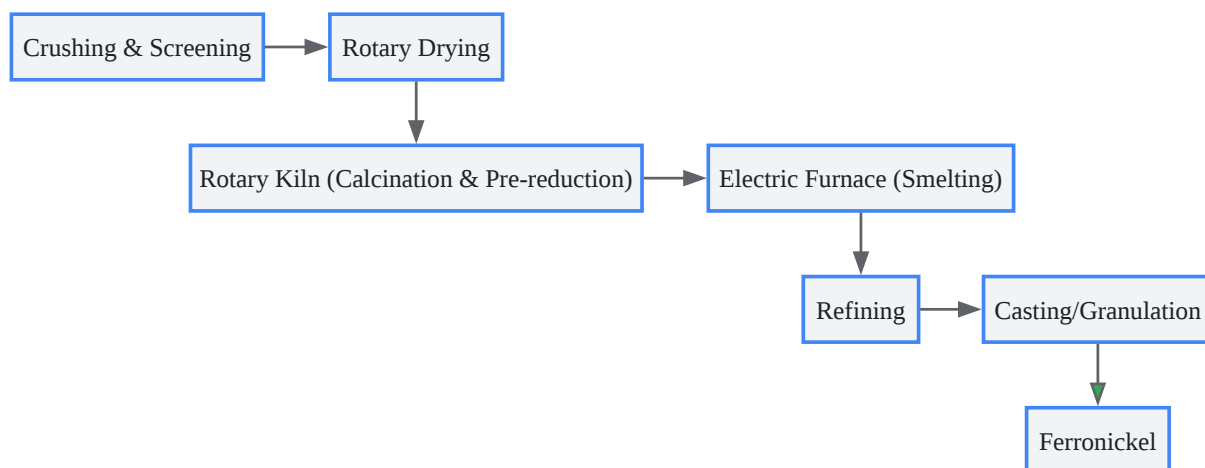 Crushing & Screening
Rotary Drying
Rotary Kiln (Calcination & Pre-reduction)
Electric Furnace (Smelting)
Refining
Casting/Granulation
Ferronickel